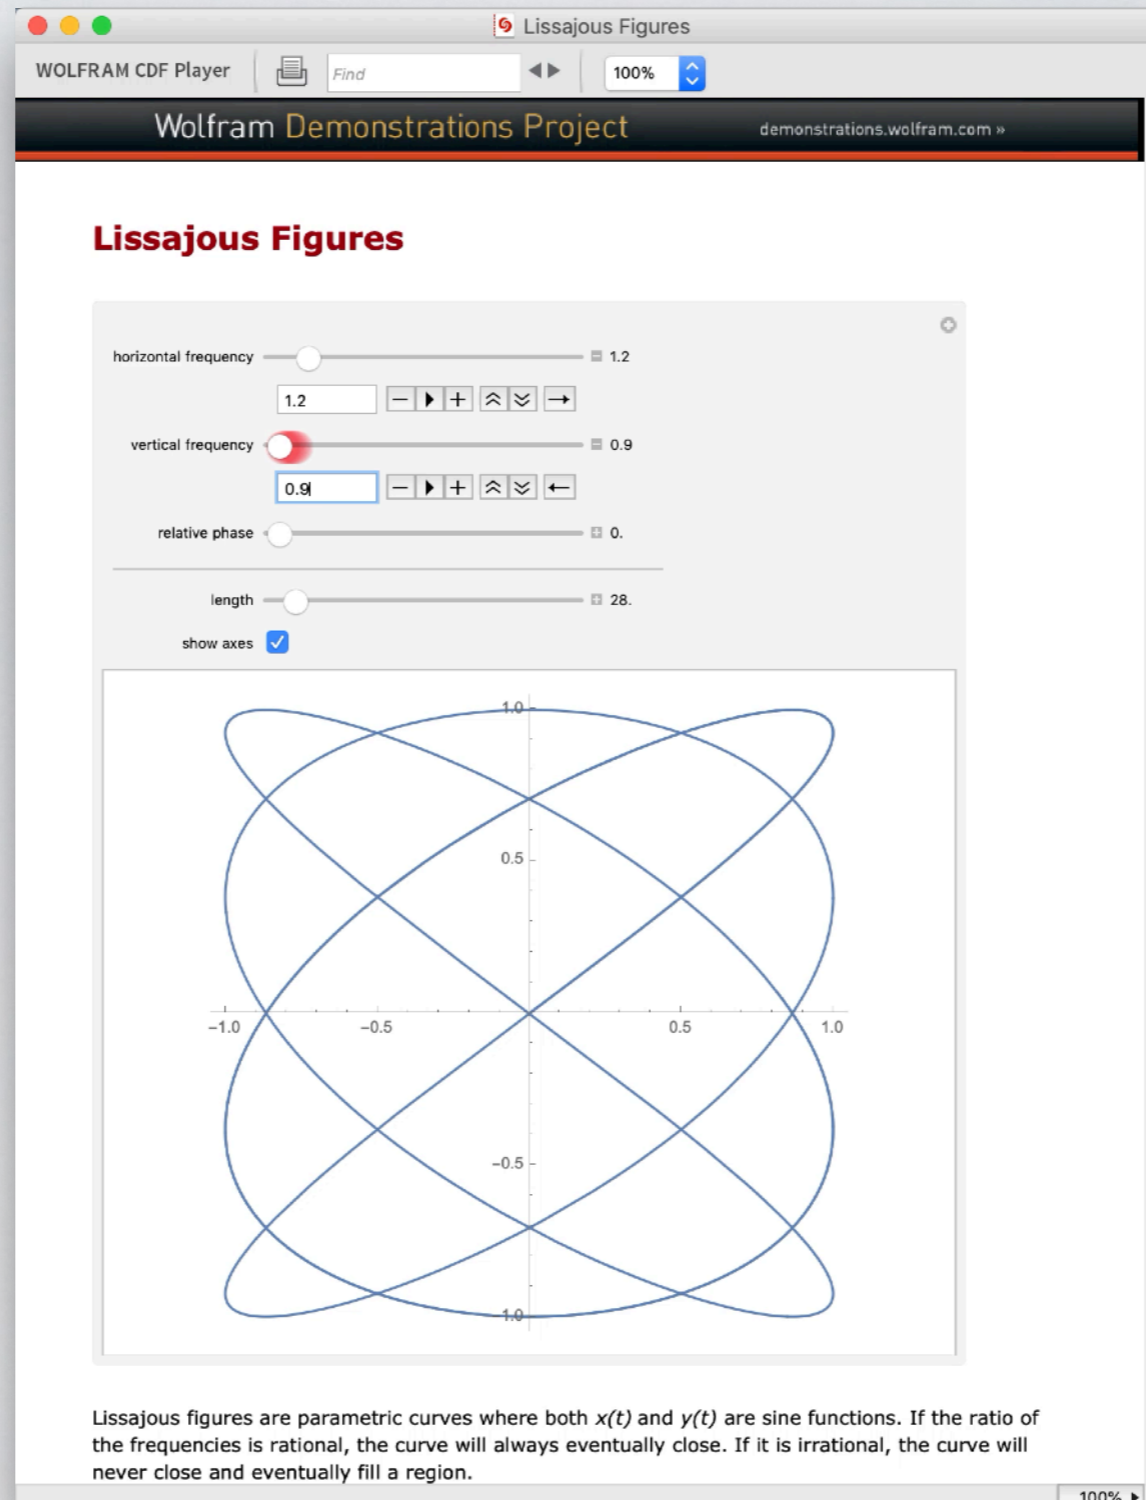 Lissajous Figures
WOLFRAM CDF Player
Find
100%
Wolfram Demonstrations Project
demonstrations.wolfram.com »
Lissajous Figures
horizontal frequency
1.2
1.2
vertical frequency
0.9
0.9
relative phase
0.
length
28.
show axes
1.0
0.5
-1.0
-0.5
0.5
1.0
-0.5
-1.0
Lissajous figures are parametric curves where both x(t) and y(t) are sine functions. If the ratio of
the frequencies is rational, the curve will always eventually close. If it is irrational, the curve will
never close and eventually fill a region.
100%